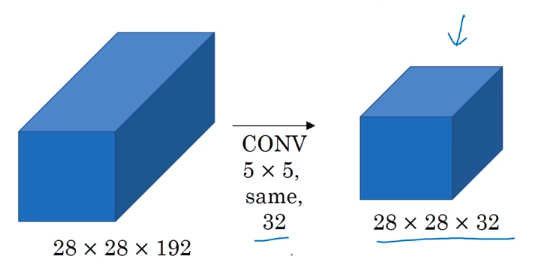 CONV
5 × 5,
same,
32
28 × 28 × 192
28 × 28 × 32